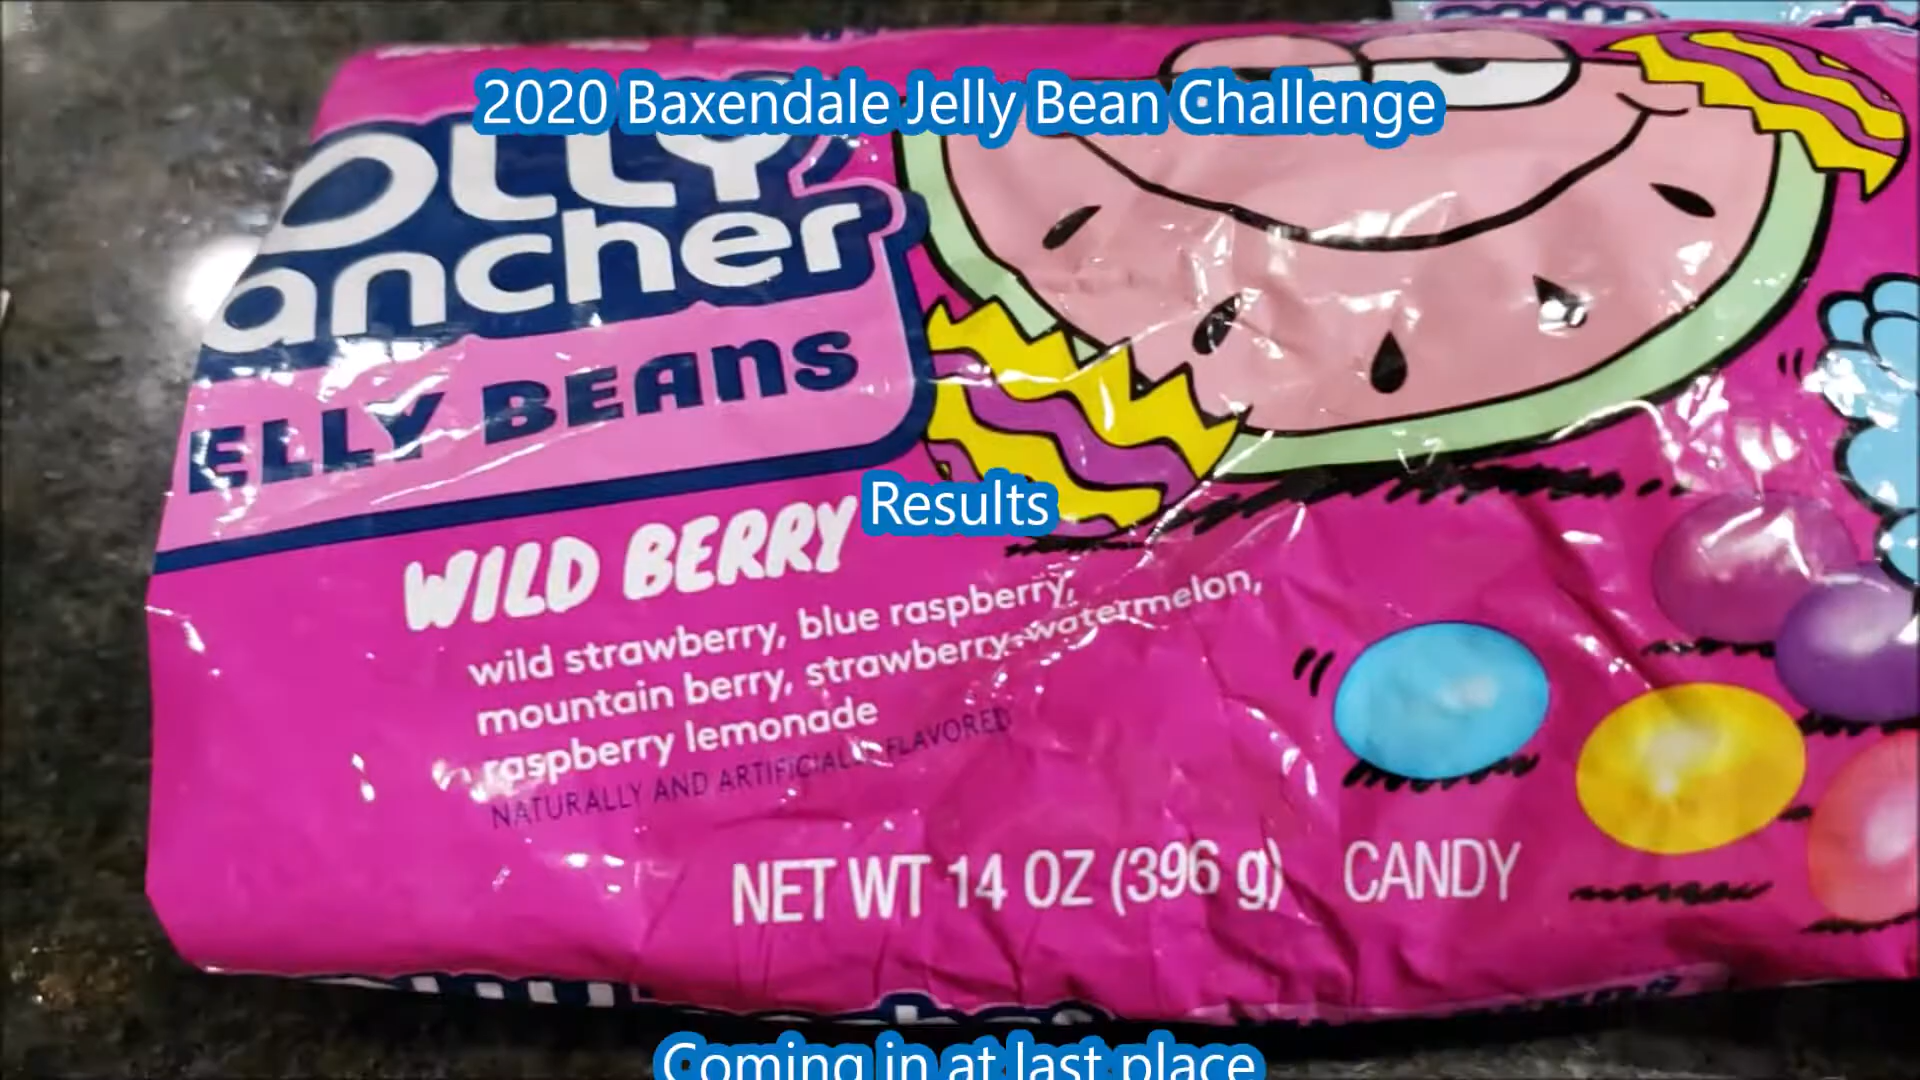 2020 Baxendale Jelly Bean Challenge
OLLY
ancher
ELLY BEANS
Results
WILD BERRY
wild strawberry, blue raspberry,
mountain berry, strawberry-watermelon,
raspberry lemonade
NATURALLY AND ARTIFICIALLY FLAVORED
NET WT 14 OZ (396 g) CANDY
Coming in at last place